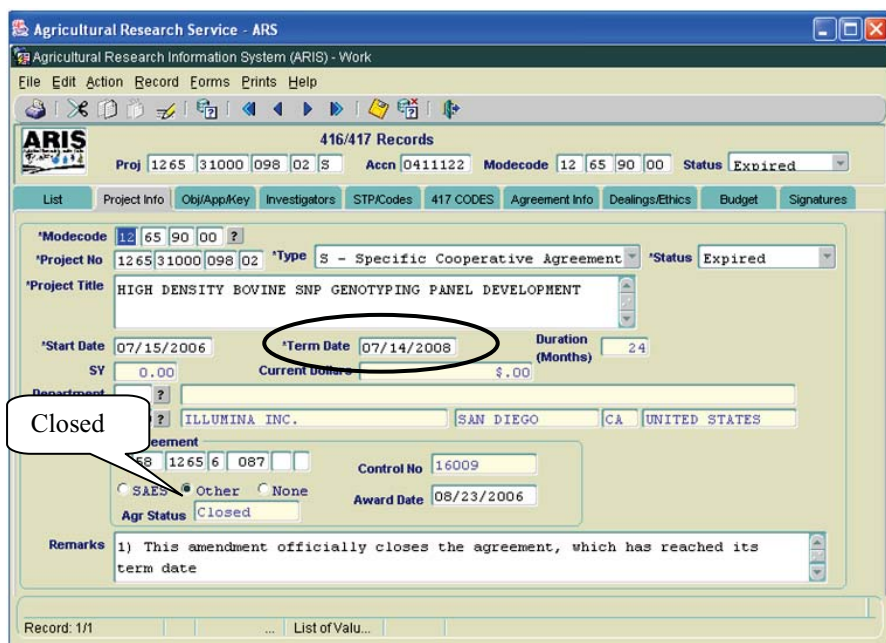 Agricultural Research Service - ARS
Agricultural Research Information System (ARIS) - Work
File Edit Action Record Forms Prints Help
ARIS
416/417 Records
Proj 1265 31000 098 02 S Accn 0411122 Modecode 12 65 90 00 Status Expired
List Project Info Obj/App/Key Investigators STP/Codes 417 CODES Agreement Info Dealings/Ethics Budget Signatures
*Modecode 12 65 90 00 ?
*Project No 1265 31000 098 02 *Type S - Specific Cooperative Agreement *Status Expired
*Project Title HIGH DENSITY BOVINE SNP GENOTYPING PANEL DEVELOPMENT
*Start Date 07/15/2006 *Term Date 07/14/2008 Duration (Months) 24
SY 0.00 Current Dollars $.00
Department ?
Closed
? ILLUMINA INC. SAN DIEGO CA UNITED STATES
eement
58 1265 6 087 Control No 16009
SAES Other None Award Date 08/23/2006
Agr Status Closed
Remarks 1) This amendment officially closes the agreement, which has reached its
term date
Record: 1/1 ... List of Valu...